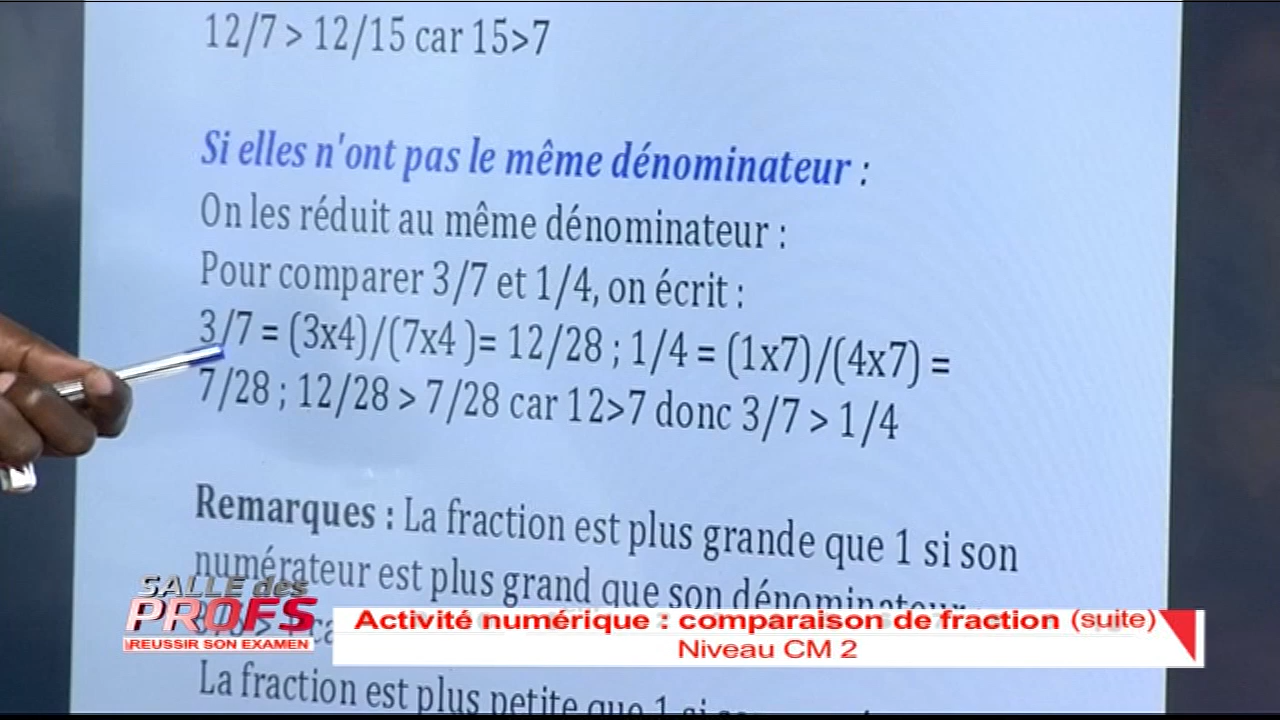 12/7 > 12/15 car 15>7
Si elles n'ont pas le même dénominateur :
On les réduit au même dénominateur :
Pour comparer 3/7 et 1/4, on écrit :
3/7 = (3x4)/(7x4 )= 12/28 ; 1/4 = (1x7)/(4x7) =
7/28 ; 12/28 > 7/28 car 12>7 donc 3/7 > 1/4
Remarques : La fraction est plus grande que 1 si son
numérateur est plus grand que son dénominateur
La fraction est plus petite que 1 si
SALLE des
PROFS
REUSSIR SON EXAMEN
Activité numérique : comparaison de fraction (suite)
Niveau CM 2